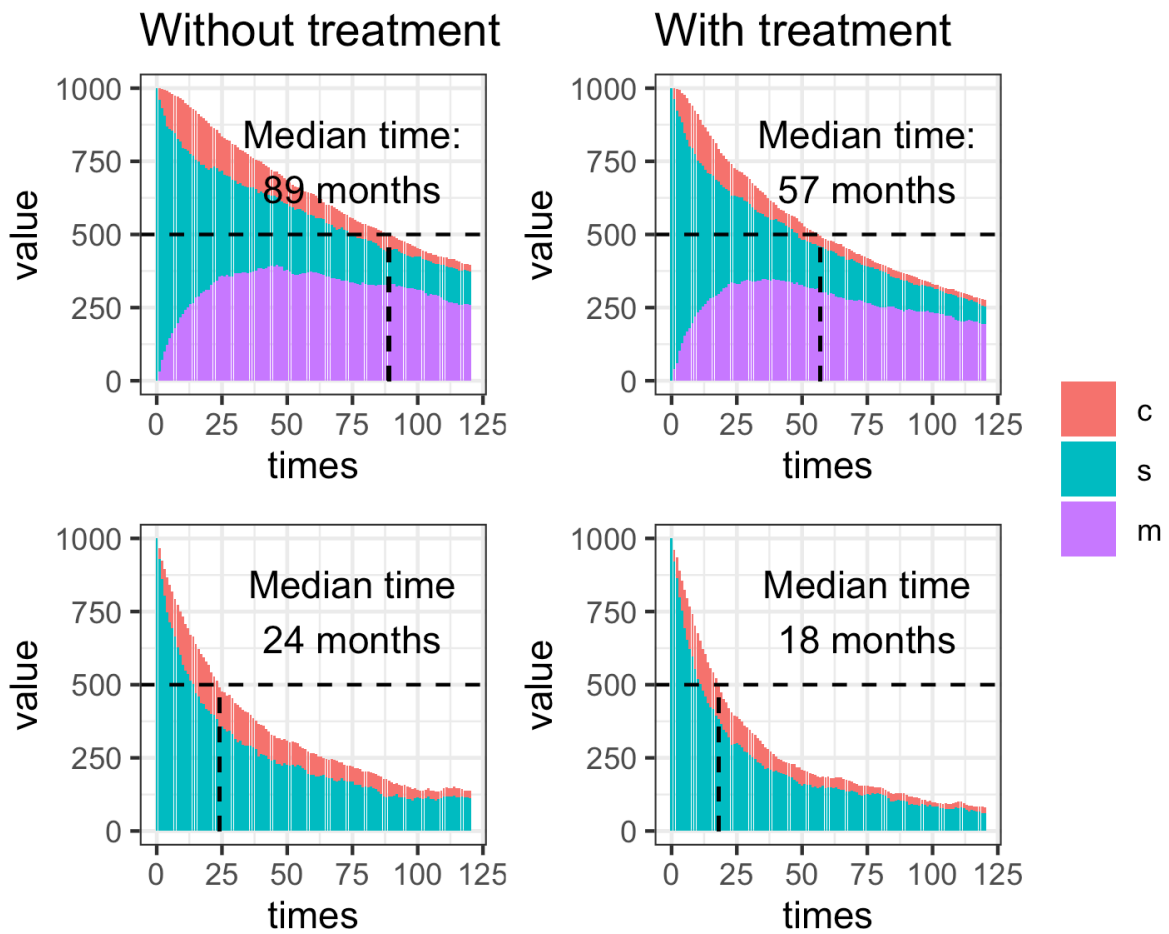 Without treatment
With treatment
value
1000
750
500
250
0
Median time:
89 months
0
25
50
75
100
125
times
value
1000
750
500
250
0
Median time:
57 months
0
25
50
75
100
125
times
value
1000
750
500
250
0
Median time
24 months
0
25
50
75
100
125
times
value
1000
750
500
250
0
Median time
18 months
0
25
50
75
100
125
times
c
s
m